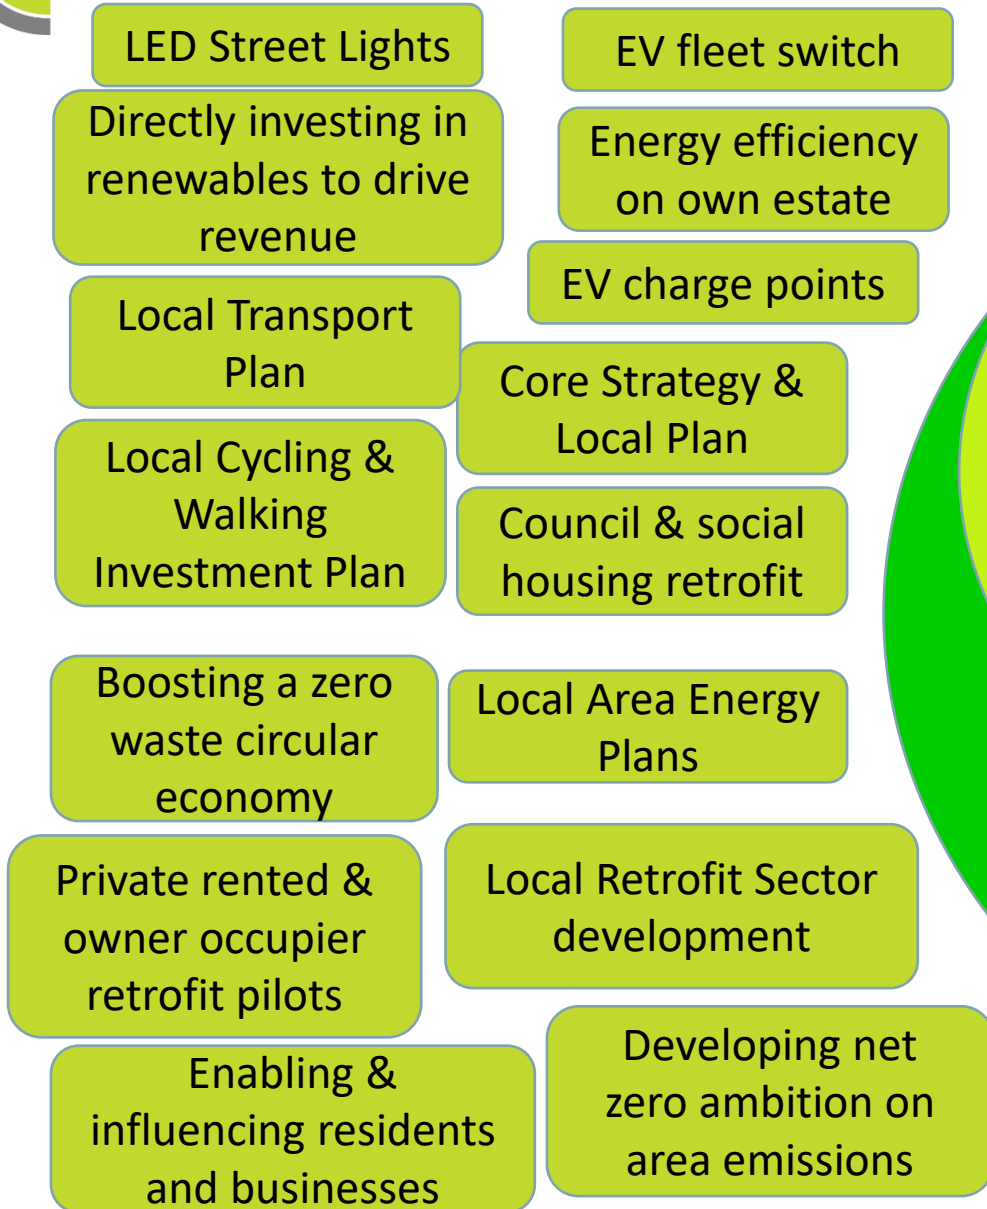 LED Street Lights
EV fleet switch
Directly investing in
renewables to drive
revenue
Energy efficiency
on own estate
EV charge points
Local Transport
Plan
Core Strategy &
Local Plan
Local Cycling &
Walking
Investment Plan
Council & social
housing retrofit
Boosting a zero
waste circular
economy
Local Area Energy
Plans
Private rented &
owner occupier
retrofit pilots
Local Retrofit Sector
development
Enabling &
influencing residents
and businesses
Developing net
zero ambition on
area emissions